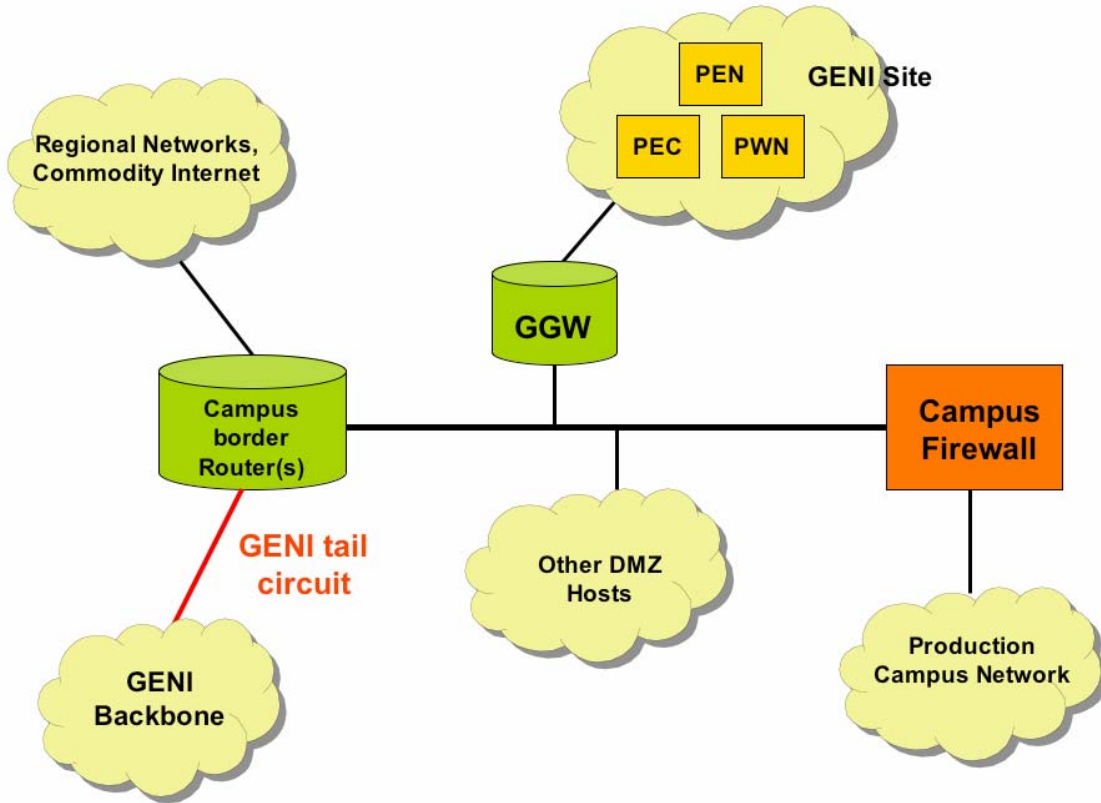 PEN
GENI Site
PEC
PWN
Regional Networks,
Commodity Internet
GGW
Campus
border
Router(s)
Campus
Firewall
GENI tail
circuit
Other DMZ
Hosts
GENI
Backbone
Production
Campus Network